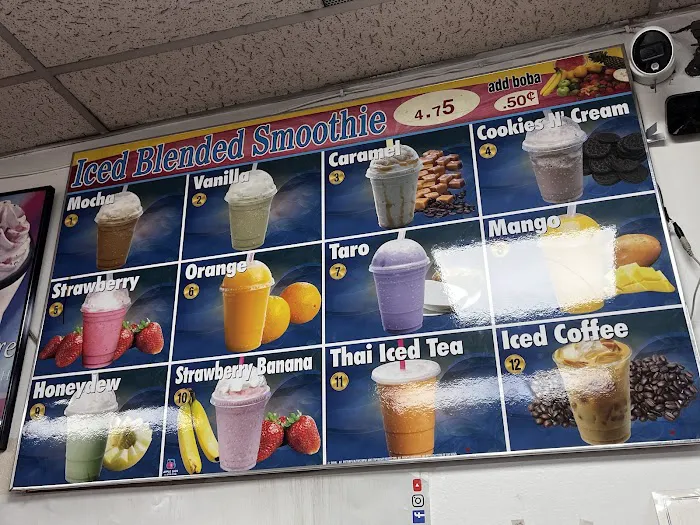 Iced Blended Smoothie
4.75
add boba
.50¢
Mocha
1
Vanilla
2
Caramel
3
Cookies N Cream
4
Strawberry
5
Orange
6
Taro
7
Mango
Honeydew
9
Strawberry Banana
10
Thai Iced Tea
11
Iced Coffee
12
re